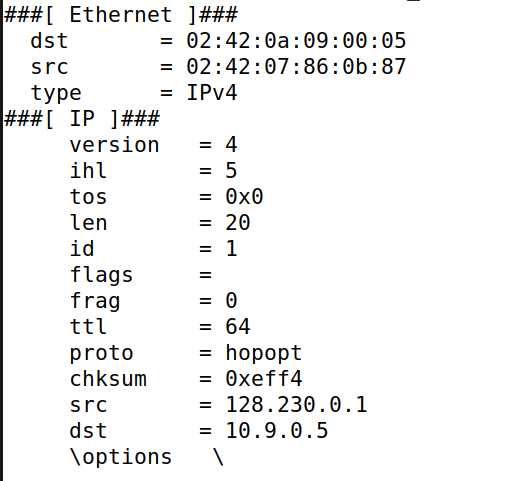 ###[ Ethernet ]###
  dst       = 02:42:0a:09:00:05
  src       = 02:42:07:86:0b:87
  type      = IPv4
###[ IP ]###
     version   = 4
     ihl       = 5
     tos       = 0x0
     len       = 20
     id        = 1
     flags     =
     frag      = 0
     ttl       = 64
     proto     = hopopt
     chksum    = 0xeff4
     src       = 128.230.0.1
     dst       = 10.9.0.5
     \options   \